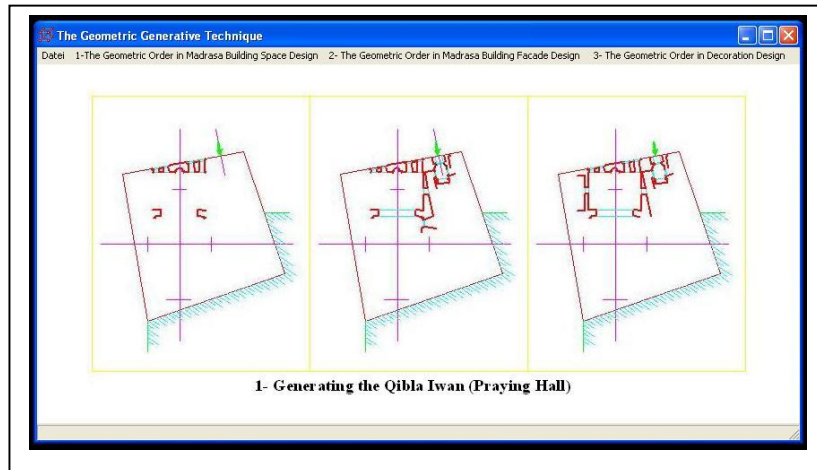 The Geometric Generative Technique
Datei 1-The Geometric Order in Madrasa Building Space Design 2- The Geometric Order in Madrasa Building Facade Design 3- The Geometric Order in Decoration Design
1- Generating the Qibla Iwan (Praying Hall)